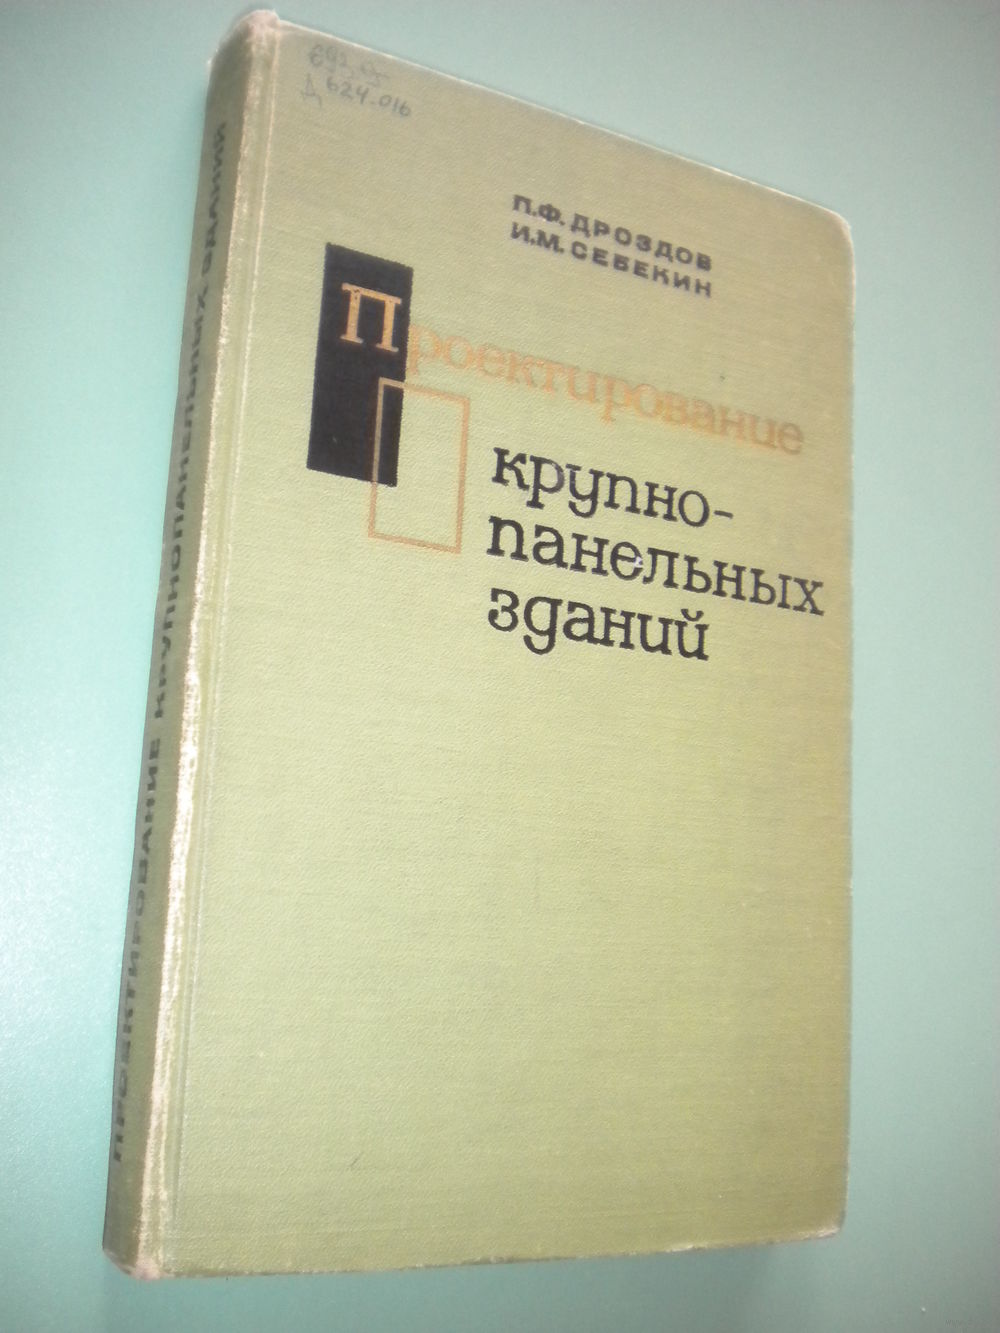 Д 624.016
П.Ф. ДРОЗДОВ
И.М. СЕБЕКИН
Проектирование
крупно-
панельных
зданий
ПРОЕКТИРОВАНИЕ КРУПНОПАНЕЛЬНЫХ ЗДАНИЙ